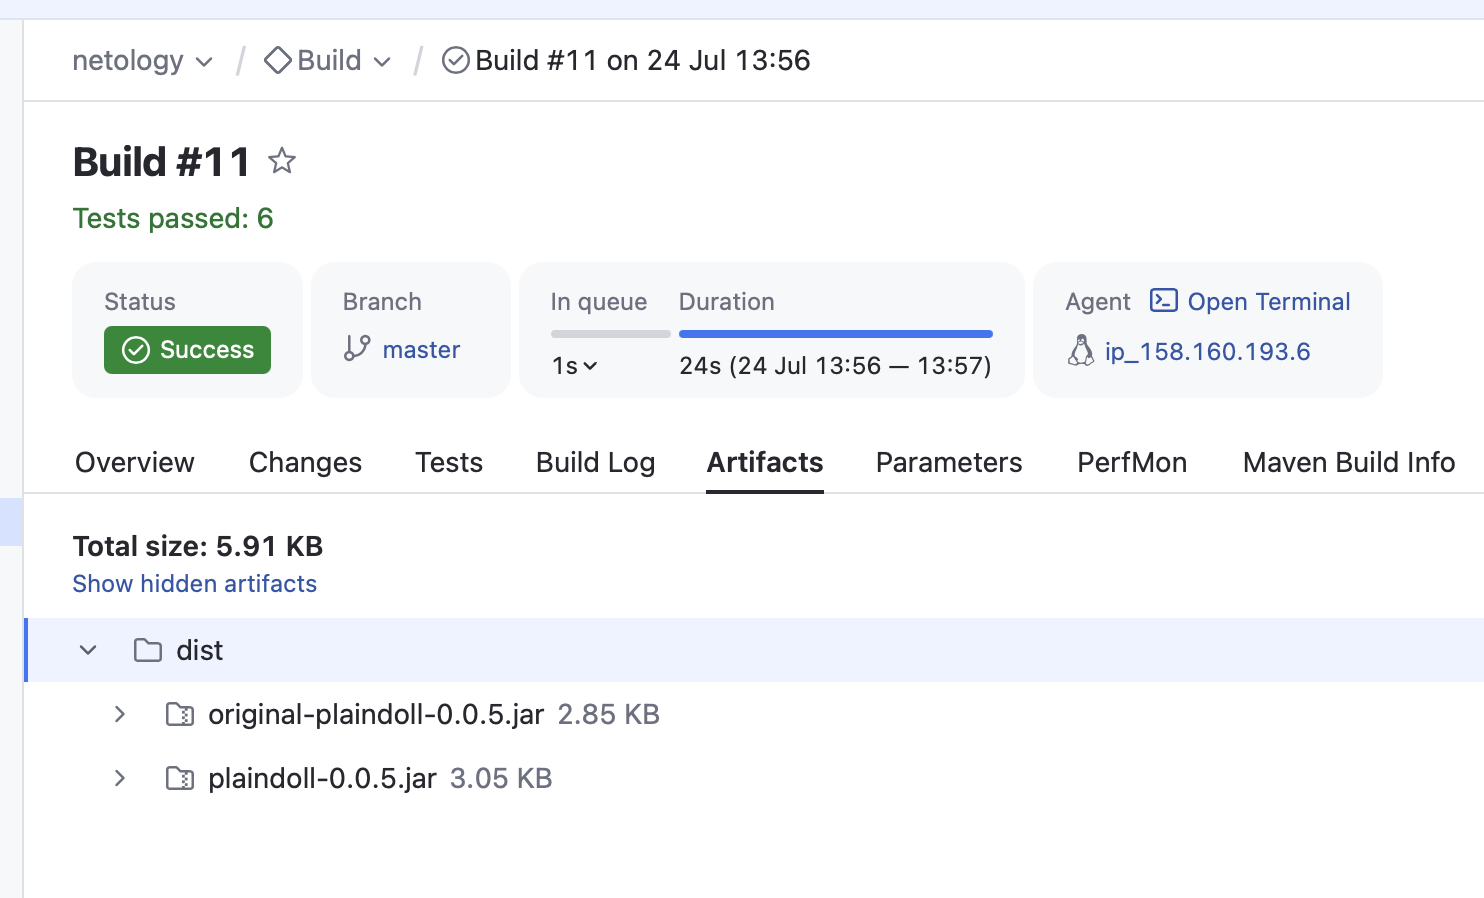 netology / Build / Build #11 on 24 Jul 13:56
Build #11
Tests passed: 6
Status
Success
Branch
master
In queue Duration
1s 24s (24 Jul 13:56 — 13:57)
Agent Open Terminal
ip_158.160.193.6
Overview Changes Tests Build Log Artifacts Parameters PerfMon Maven Build Info
Total size: 5.91 KB
Show hidden artifacts
dist
original-plaindoll-0.0.5.jar 2.85 KB
plaindoll-0.0.5.jar 3.05 KB